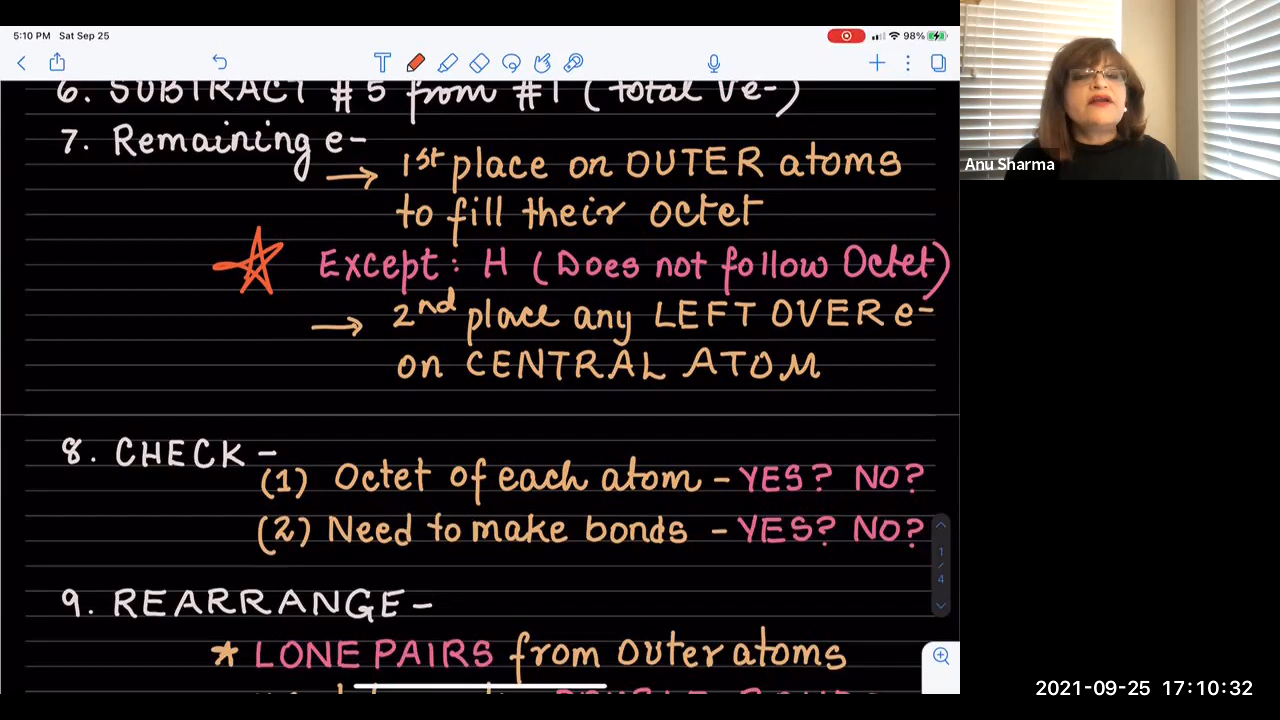 5:10 PM Sat Sep 25
98%
6. SUBTRACT #5 from #1 (total Ve-)
7. Remaining e-
→ 1st place on OUTER atoms
to fill their octet
Except: H (Does not follow Octet)
→ 2nd place any LEFT OVER e-
on CENTRAL ATOM
8. CHECK -
(1) Octet of each atom - YES? NO?
(2) Need to make bonds - YES? NO?
1
/
4
9. REARRANGE -
* LONE PAIRS from outer atoms
Anu Sharma
2021-09-25 17:10:32